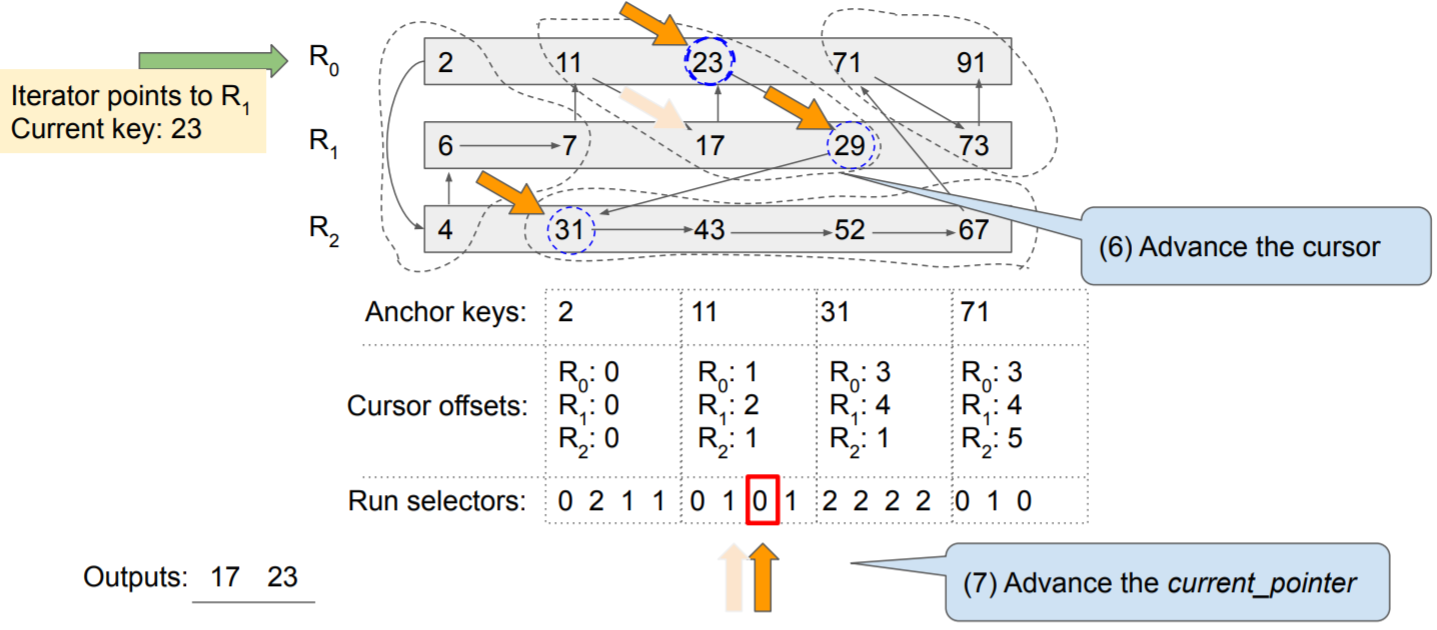 R0 2 11 23 71 91
Iterator points to R1
Current key: 23
R1 6 7 17 29 73
R2 4 31 43 52 67
(6) Advance the cursor
Anchor keys: 2 11 31 71
R0: 0 R0: 1 R0: 3 R0: 3
Cursor offsets: R1: 0 R1: 2 R1: 4 R1: 4
R2: 0 R2: 1 R2: 1 R2: 5
Run selectors: 0 2 1 1 0 1 0 1 2 2 2 2 0 1 0
Outputs: 17 23
(7) Advance the current_pointer